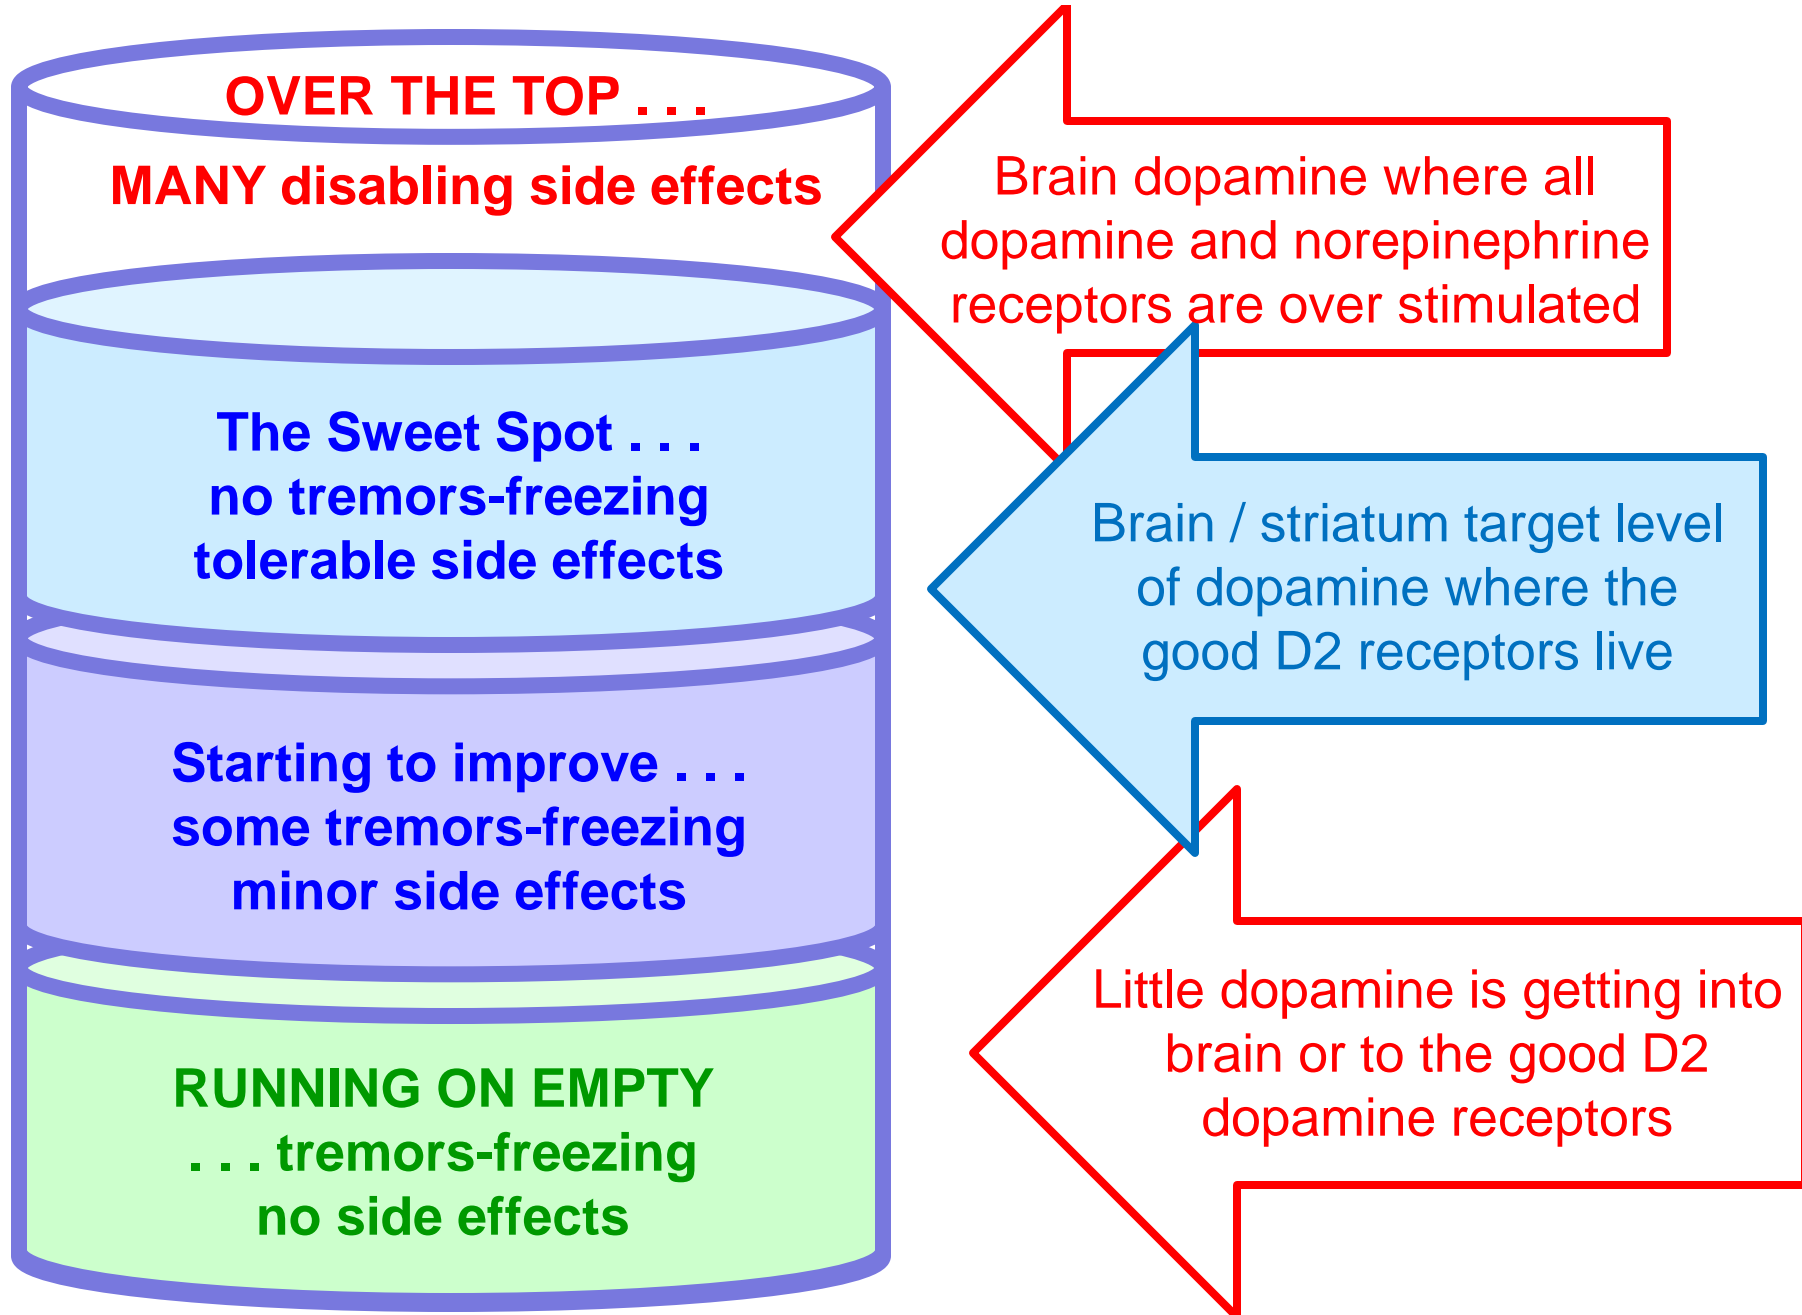 OVER THE TOP . . .
MANY disabling side effects
Brain dopamine where all
dopamine and norepinephrine
receptors are over stimulated
The Sweet Spot . . .
no tremors-freezing
tolerable side effects
Brain / striatum target level
of dopamine where the
good D2 receptors live
Starting to improve . . .
some tremors-freezing
minor side effects
Little dopamine is getting into
brain or to the good D2
dopamine receptors
RUNNING ON EMPTY
. . . tremors-freezing
no side effects